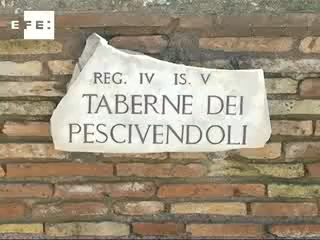 EFE:
REG. IV IS. V
TABERNE DEI
PESCIVENDOLI